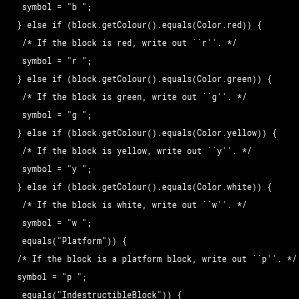 symbol = "b ";
} else if (block.getColour().equals(Color.red)) {
/* If the block is red, write out ``r''. */
symbol = "r ";
} else if (block.getColour().equals(Color.green)) {
/* If the block is green, write out ``g''. */
symbol = "g ";
} else if (block.getColour().equals(Color.yellow)) {
/* If the block is yellow, write out ``y''. */
symbol = "y ";
} else if (block.getColour().equals(Color.white)) {
/* If the block is white, write out ``w''. */
symbol = "w ";
equals("Platform")) {
/* If the block is a platform block, write out ``p''. */
symbol = "p ";
equals("IndestructibleBlock")) {